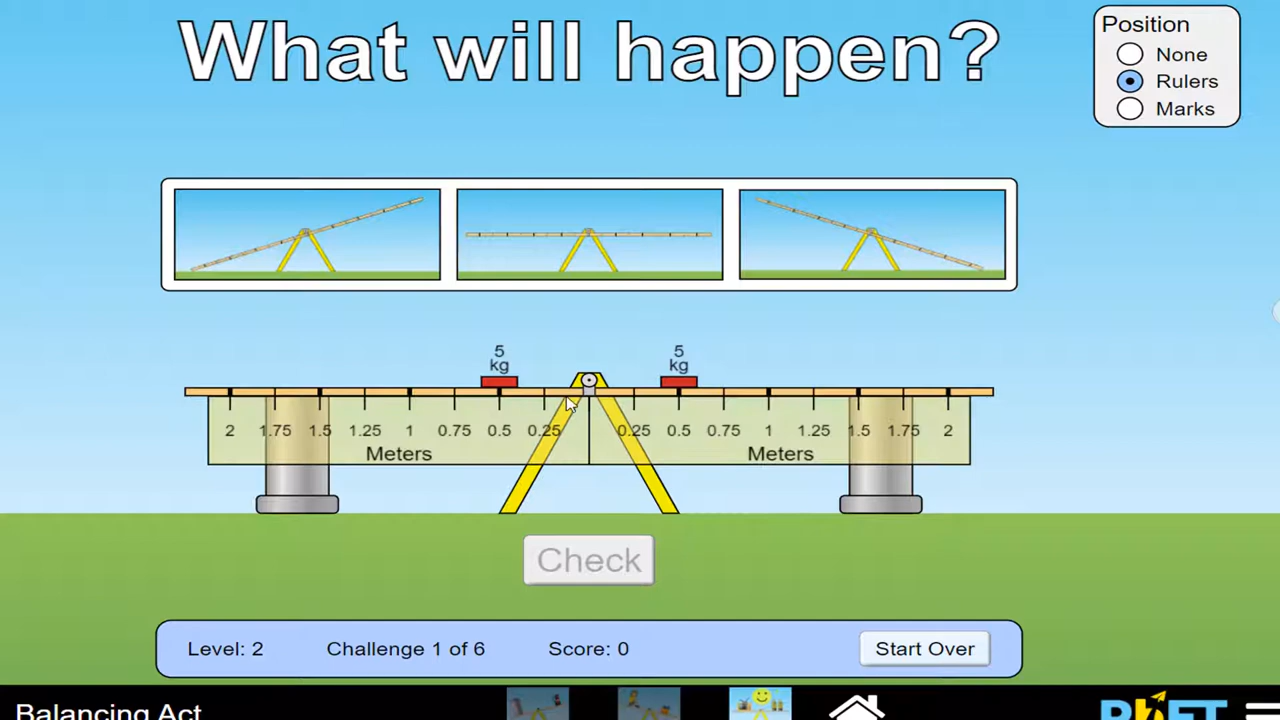 What will happen?
Position
None
Rulers
Marks
5 kg
5 kg
2 1.75 1.5 1.25 1 0.75 0.5 0.25 0.25 0.5 0.75 1 1.25 1.5 1.75 2
Meters Meters
Check
Level: 2 Challenge 1 of 6 Score: 0 Start Over
Balancing Act PhET